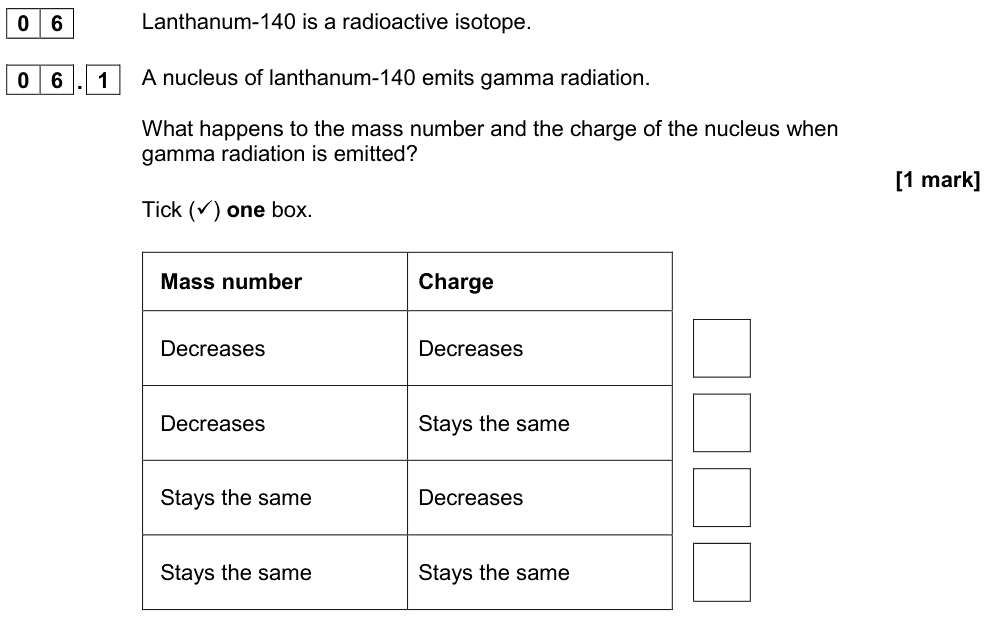 0 6 Lanthanum-140 is a radioactive isotope.
0 6 . 1 A nucleus of lanthanum-140 emits gamma radiation.
What happens to the mass number and the charge of the nucleus when
gamma radiation is emitted?
[1 mark]
Tick (✓) one box.
Mass number Charge
Decreases Decreases
Decreases Stays the same
Stays the same Decreases
Stays the same Stays the same